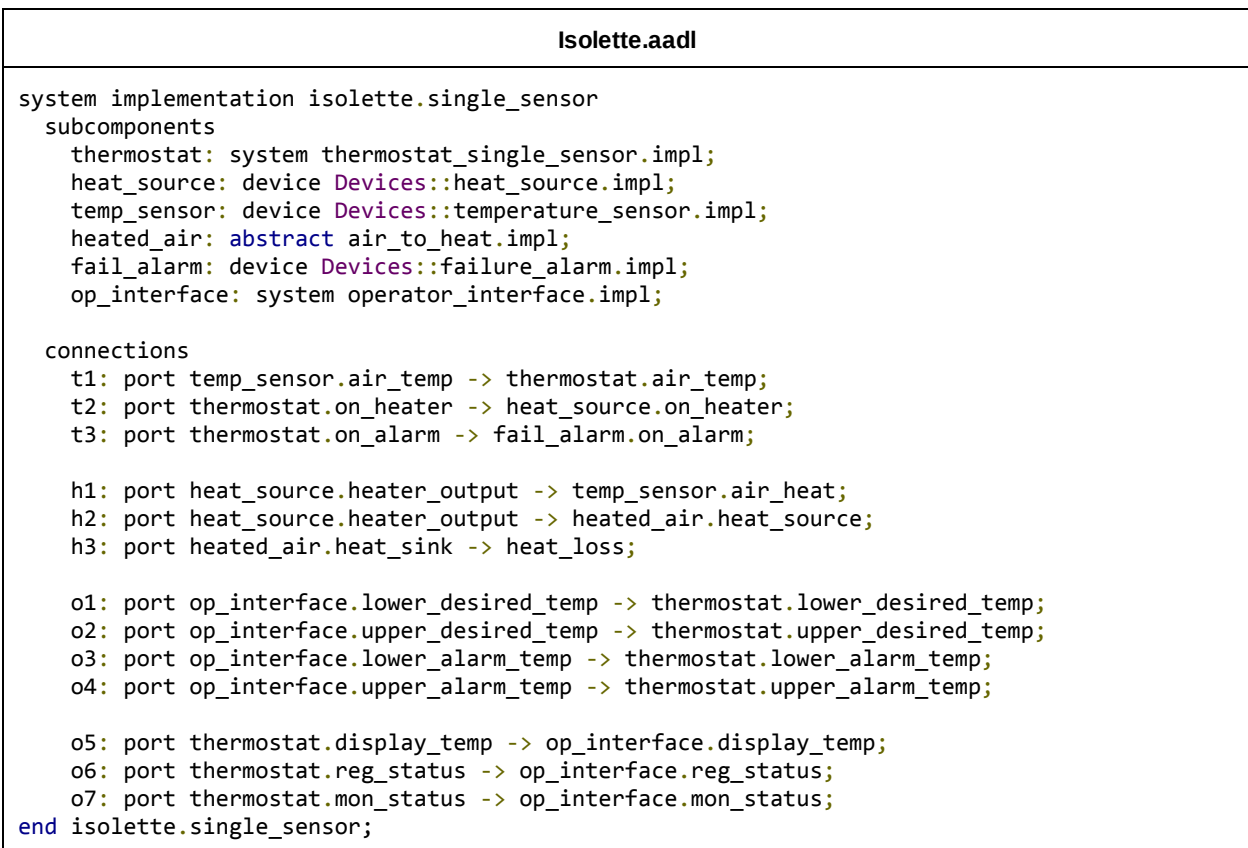 Isolette.aadl
system implementation isolette.single_sensor
  subcomponents
    thermostat: system thermostat_single_sensor.impl;
    heat_source: device Devices::heat_source.impl;
    temp_sensor: device Devices::temperature_sensor.impl;
    heated_air: abstract air_to_heat.impl;
    fail_alarm: device Devices::failure_alarm.impl;
    op_interface: system operator_interface.impl;

  connections
    t1: port temp_sensor.air_temp -> thermostat.air_temp;
    t2: port thermostat.on_heater -> heat_source.on_heater;
    t3: port thermostat.on_alarm -> fail_alarm.on_alarm;

    h1: port heat_source.heater_output -> temp_sensor.air_heat;
    h2: port heat_source.heater_output -> heated_air.heat_source;
    h3: port heated_air.heat_sink -> heat_loss;

    o1: port op_interface.lower_desired_temp -> thermostat.lower_desired_temp;
    o2: port op_interface.upper_desired_temp -> thermostat.upper_desired_temp;
    o3: port op_interface.lower_alarm_temp -> thermostat.lower_alarm_temp;
    o4: port op_interface.upper_alarm_temp -> thermostat.upper_alarm_temp;

    o5: port thermostat.display_temp -> op_interface.display_temp;
    o6: port thermostat.reg_status -> op_interface.reg_status;
    o7: port thermostat.mon_status -> op_interface.mon_status;
end isolette.single_sensor;